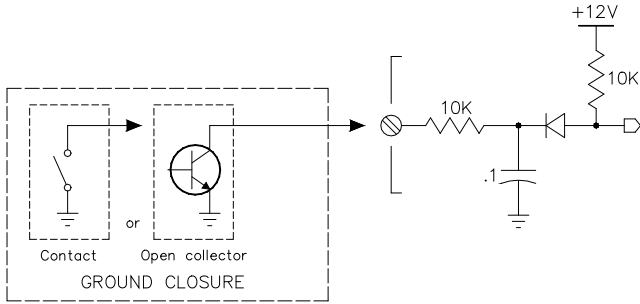 +12V
10K
10K
.1
or
Contact
Open collector
GROUND CLOSURE